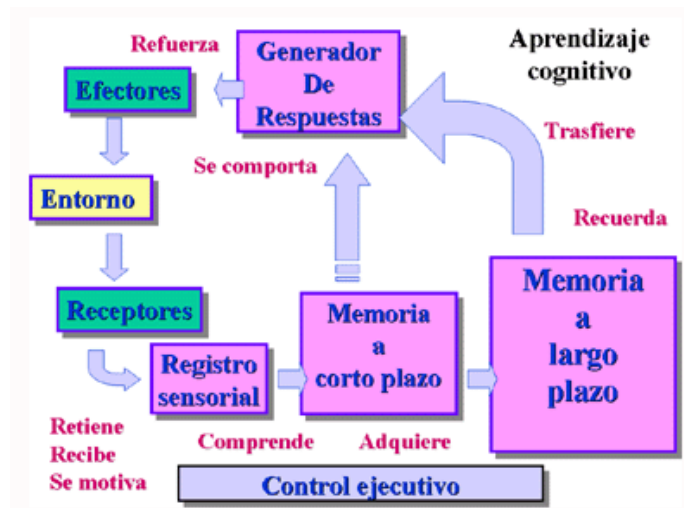 Aprendizaje
cognitivo
Refuerza
Generador
De
Respuestas
Efectores
Trasfiere
Se comporta
Entorno
Recuerda
Receptores
Memoria
a
corto plazo
Memoria
a
largo
plazo
Registro
sensorial
Retiene
Recibe
Se motiva
Comprende
Adquiere
Control ejecutivo